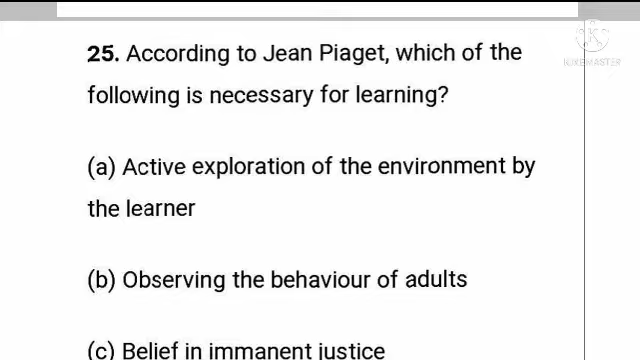 KINEMASTER
25. According to Jean Piaget, which of the
following is necessary for learning?
(a) Active exploration of the environment by
the learner
(b) Observing the behaviour of adults
(c) Belief in immanent justice